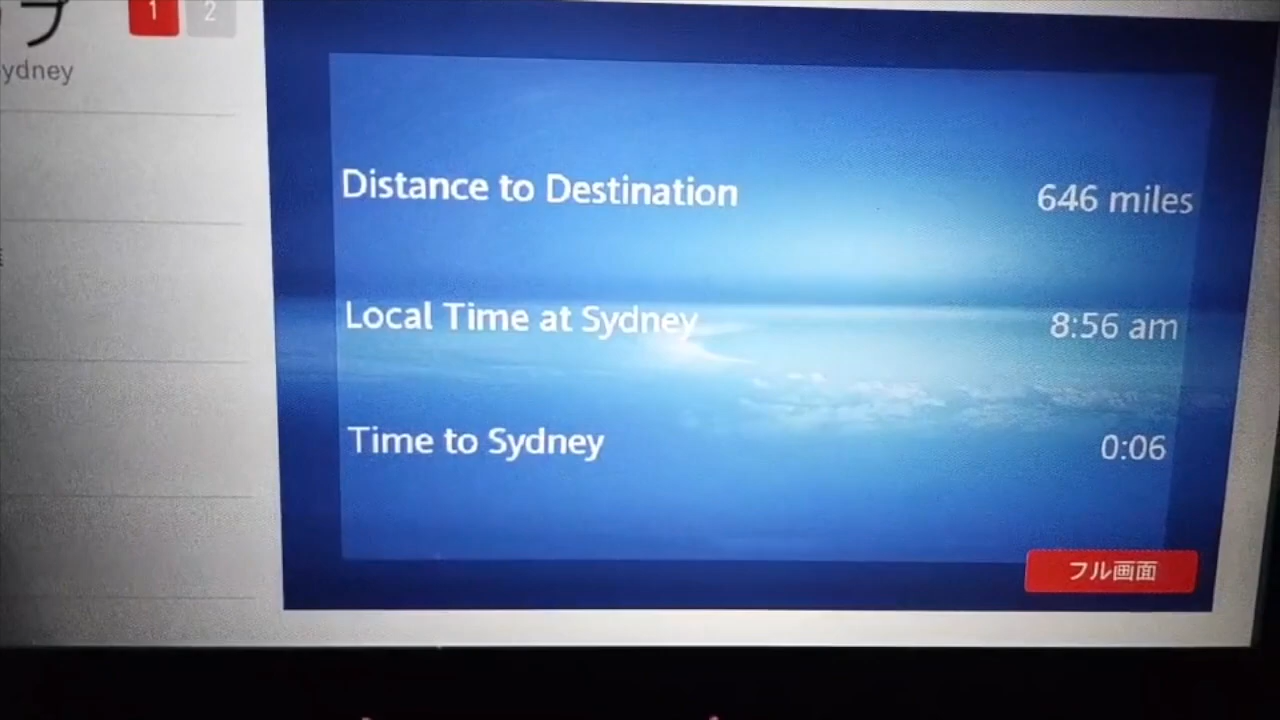 プ
1 2
ydney
Distance to Destination 646 miles
Local Time at Sydney 8:56 am
Time to Sydney 0:06
フル画面